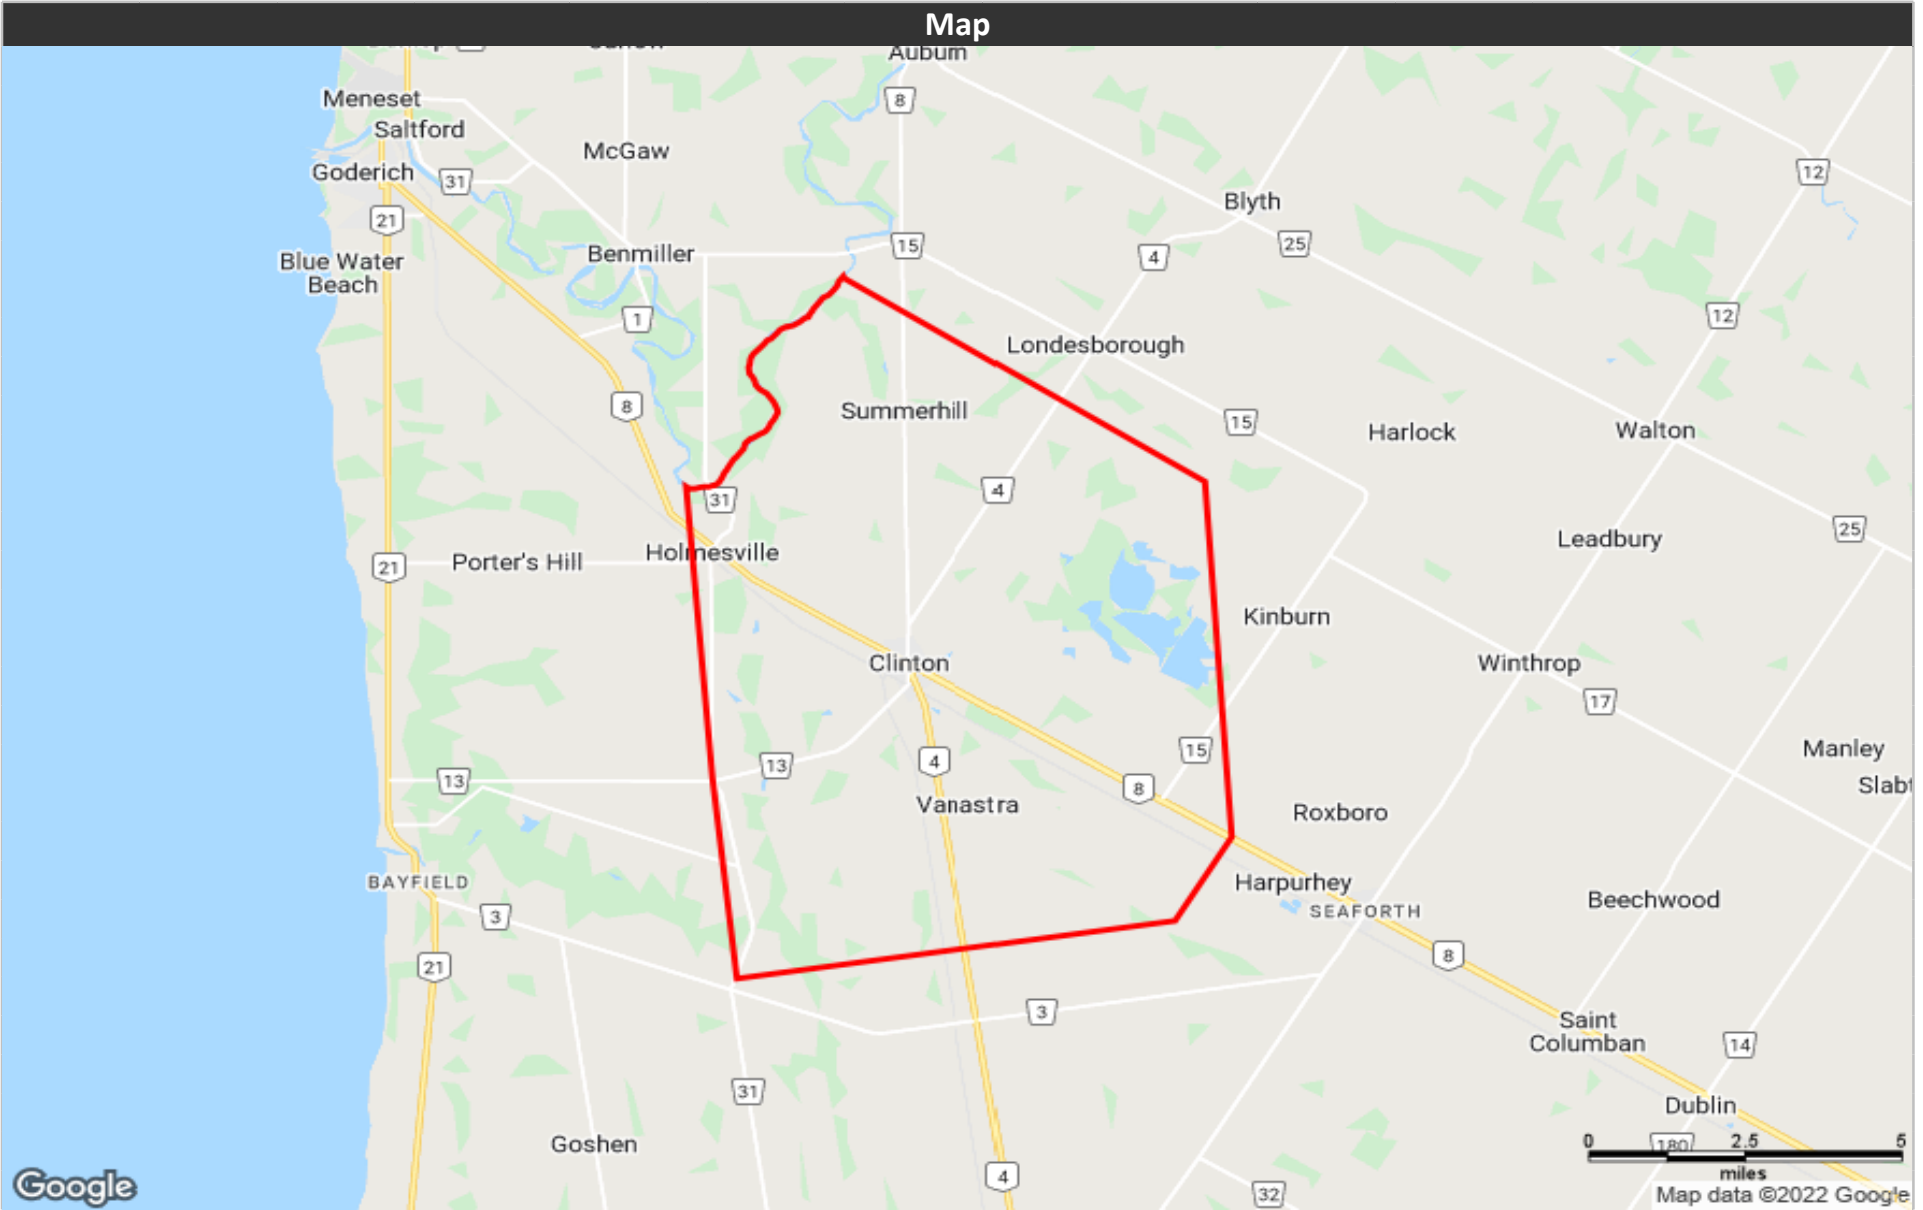 Map
Auburn
8
Meneset
Saltford
McGaw
Goderich
31
12
21
Blyth
25
15
4
Benmiller
Blue Water
Beach
1
12
Londesborough
8
Summerhill
15
Harlock
Walton
4
31
25
Leadbury
Holmesville
Porter's Hill
21
Kinburn
Clinton
Winthrop
17
15
Manley
4
13
13
8
Slabt
Vanastra
Roxboro
BAYFIELD
Harpurhey
Beechwood
SEAFORTH
3
8
21
3
Saint
Columban
14
31
Dublin
Goshen
0
180
2.5
5
miles
4
32
Google
Map data ©2022 Google